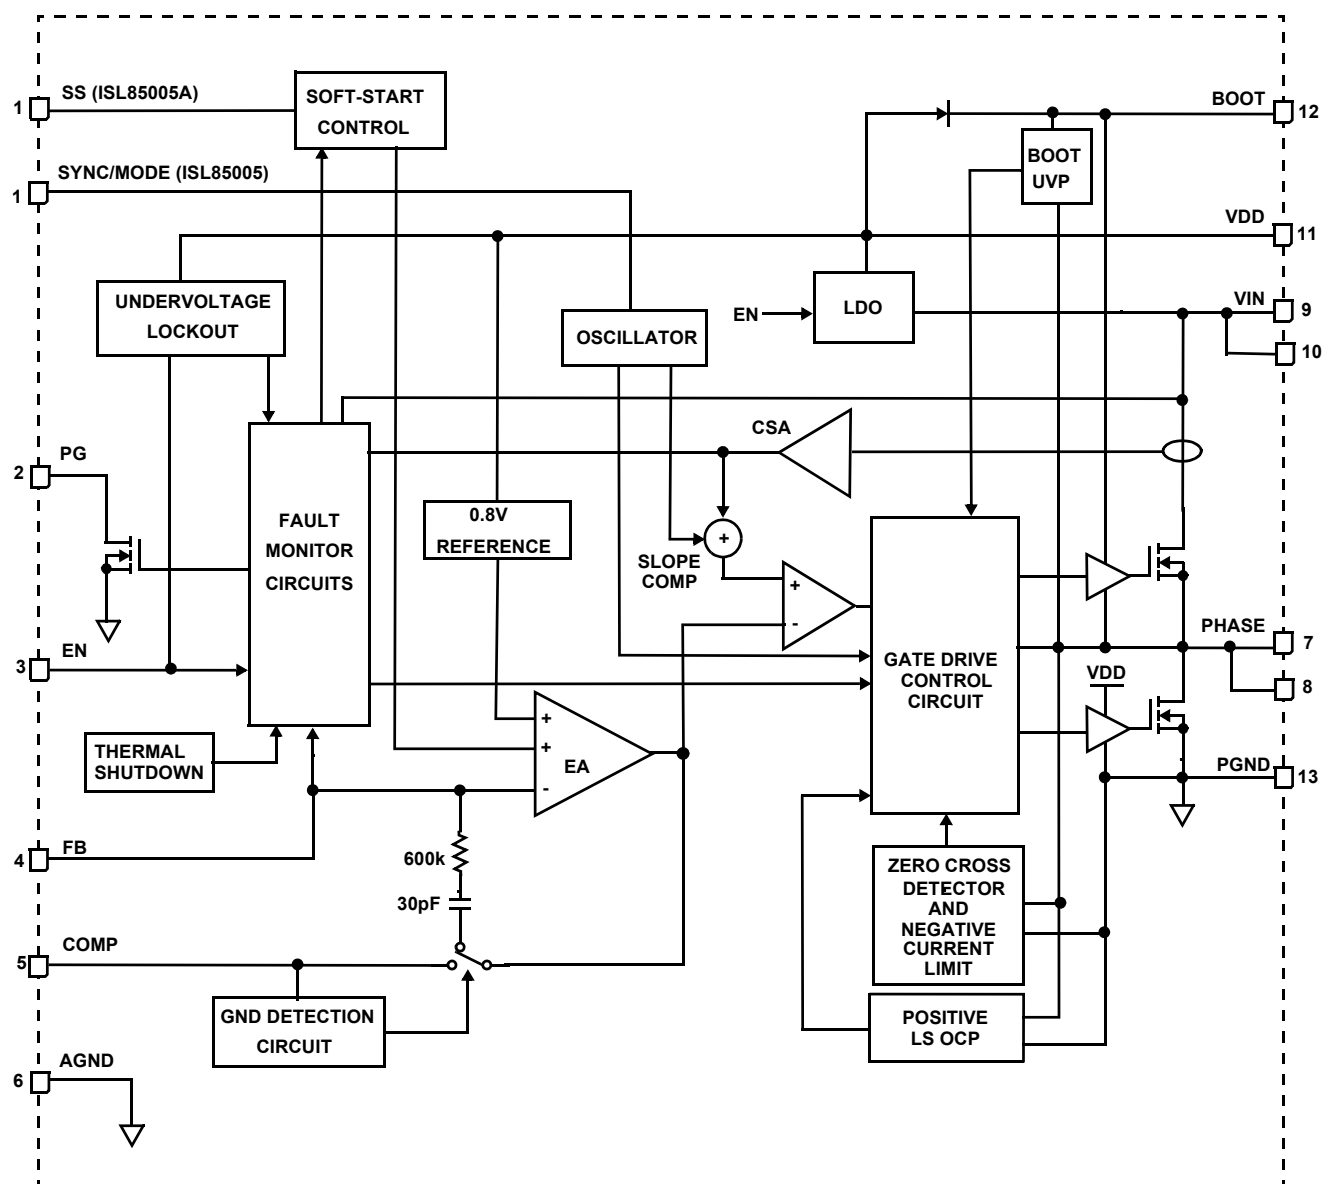 SS (ISL85005A)
1
SOFT-START
CONTROL
BOOT
12
SYNC/MODE (ISL85005)
1
BOOT
UVP
VDD
11
UNDERVOLTAGE
LOCKOUT
EN
LDO
VIN
9
10
OSCILLATOR
PG
2
CSA
0.8V
REFERENCE
FAULT
MONITOR
CIRCUITS
+
SLOPE
COMP
+
-
EN
3
PHASE
7
8
GATE DRIVE
CONTROL
CIRCUIT
VDD
THERMAL
SHUTDOWN
+
+
-
EA
PGND
13
FB
4
600k
30pF
ZERO CROSS
DETECTOR
AND
NEGATIVE
CURRENT
LIMIT
COMP
5
GND DETECTION
CIRCUIT
POSITIVE
LS OCP
AGND
6